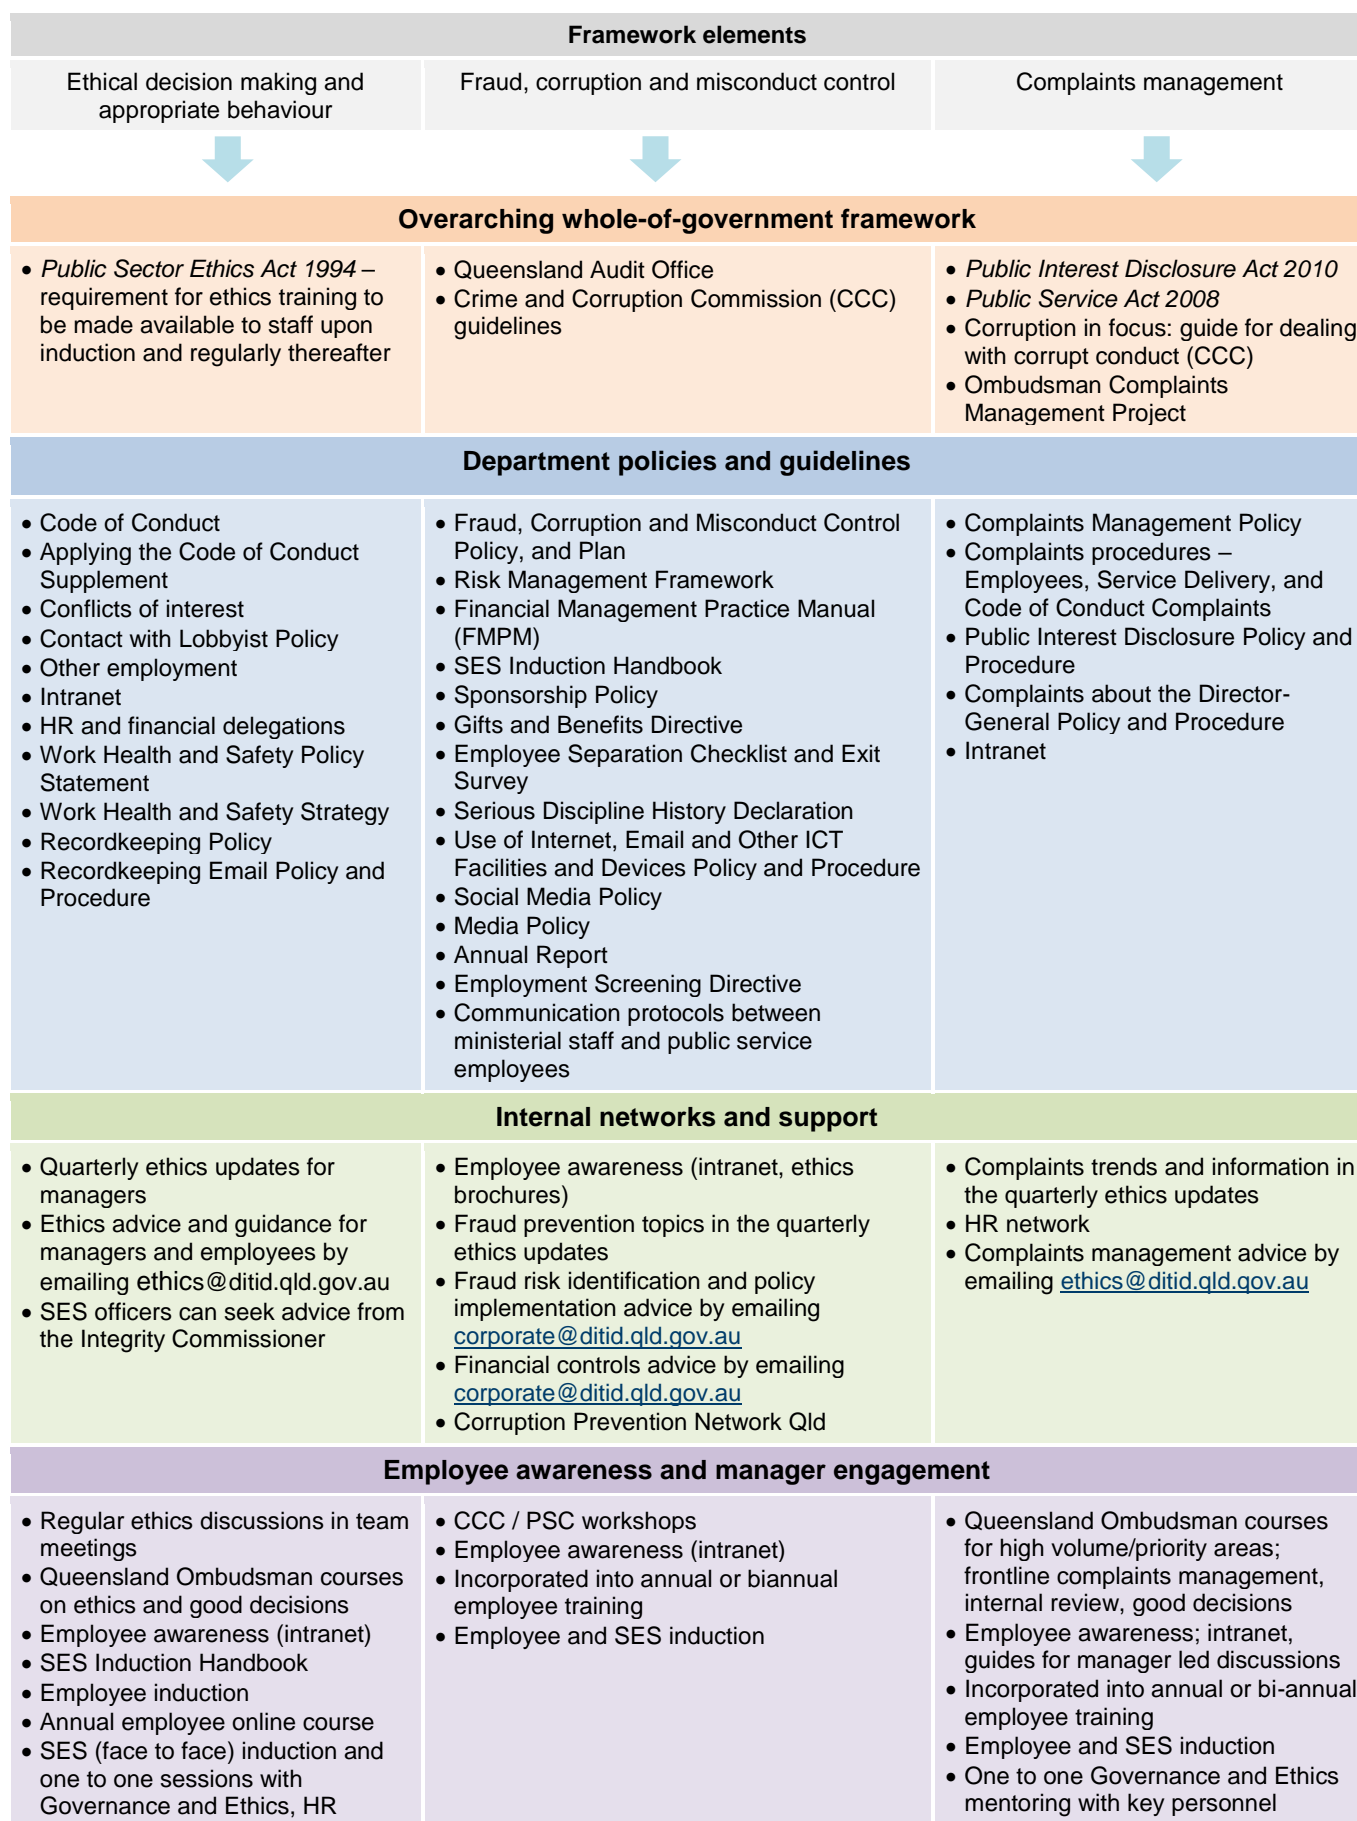 Framework elements
Ethical decision making and
appropriate behaviour
Fraud, corruption and misconduct control
Complaints management
Overarching whole-of-government framework
• Public Sector Ethics Act 1994 –
requirement for ethics training to
be made available to staff upon
induction and regularly thereafter
• Queensland Audit Office
• Crime and Corruption Commission (CCC)
guidelines
• Public Interest Disclosure Act 2010
• Public Service Act 2008
• Corruption in focus: guide for dealing
with corrupt conduct (CCC)
• Ombudsman Complaints
Management Project
Department policies and guidelines
• Code of Conduct
• Applying the Code of Conduct
Supplement
• Conflicts of interest
• Contact with Lobbyist Policy
• Other employment
• Intranet
• HR and financial delegations
• Work Health and Safety Policy
Statement
• Work Health and Safety Strategy
• Recordkeeping Policy
• Recordkeeping Email Policy and
Procedure
• Fraud, Corruption and Misconduct Control
Policy, and Plan
• Risk Management Framework
• Financial Management Practice Manual
(FMPM)
• SES Induction Handbook
• Sponsorship Policy
• Gifts and Benefits Directive
• Employee Separation Checklist and Exit
Survey
• Serious Discipline History Declaration
• Use of Internet, Email and Other ICT
Facilities and Devices Policy and Procedure
• Social Media Policy
• Media Policy
• Annual Report
• Employment Screening Directive
• Communication protocols between
ministerial staff and public service
employees
• Complaints Management Policy
• Complaints procedures –
Employees, Service Delivery, and
Code of Conduct Complaints
• Public Interest Disclosure Policy and
Procedure
• Complaints about the Director-
General Policy and Procedure
• Intranet
Internal networks and support
• Quarterly ethics updates for
managers
• Ethics advice and guidance for
managers and employees by
emailing ethics@ditid.qld.gov.au
• SES officers can seek advice from
the Integrity Commissioner
• Employee awareness (intranet, ethics
brochures)
• Fraud prevention topics in the quarterly
ethics updates
• Fraud risk identification and policy
implementation advice by emailing
corporate@ditid.qld.gov.au
• Financial controls advice by emailing
corporate@ditid.qld.gov.au
• Corruption Prevention Network Qld
• Complaints trends and information in
the quarterly ethics updates
• HR network
• Complaints management advice by
emailing ethics@ditid.qld.gov.au
Employee awareness and manager engagement
• Regular ethics discussions in team
meetings
• Queensland Ombudsman courses
on ethics and good decisions
• Employee awareness (intranet)
• SES Induction Handbook
• Employee induction
• Annual employee online course
• SES (face to face) induction and
one to one sessions with
Governance and Ethics, HR
• CCC / PSC workshops
• Employee awareness (intranet)
• Incorporated into annual or biannual
employee training
• Employee and SES induction
• Queensland Ombudsman courses
for high volume/priority areas;
frontline complaints management,
internal review, good decisions
• Employee awareness; intranet,
guides for manager led discussions
• Incorporated into annual or bi-annual
employee training
• Employee and SES induction
• One to one Governance and Ethics
mentoring with key personnel